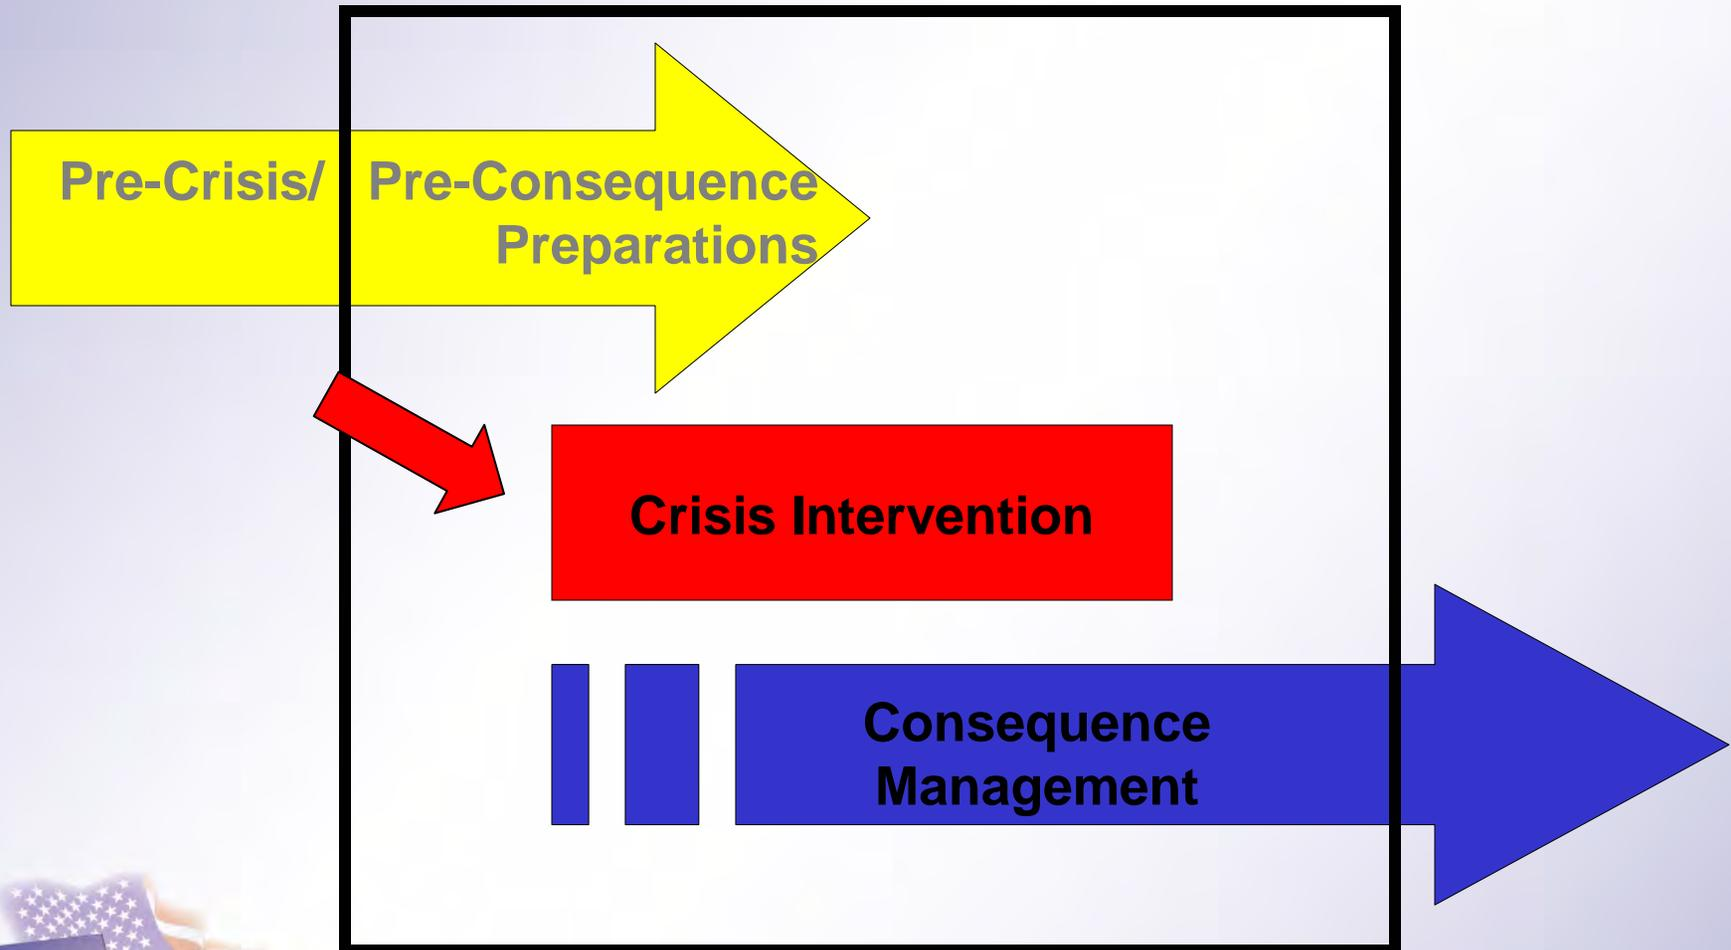 Pre-Crisis/ Pre-Consequence
Preparations
Crisis Intervention
Consequence
Management